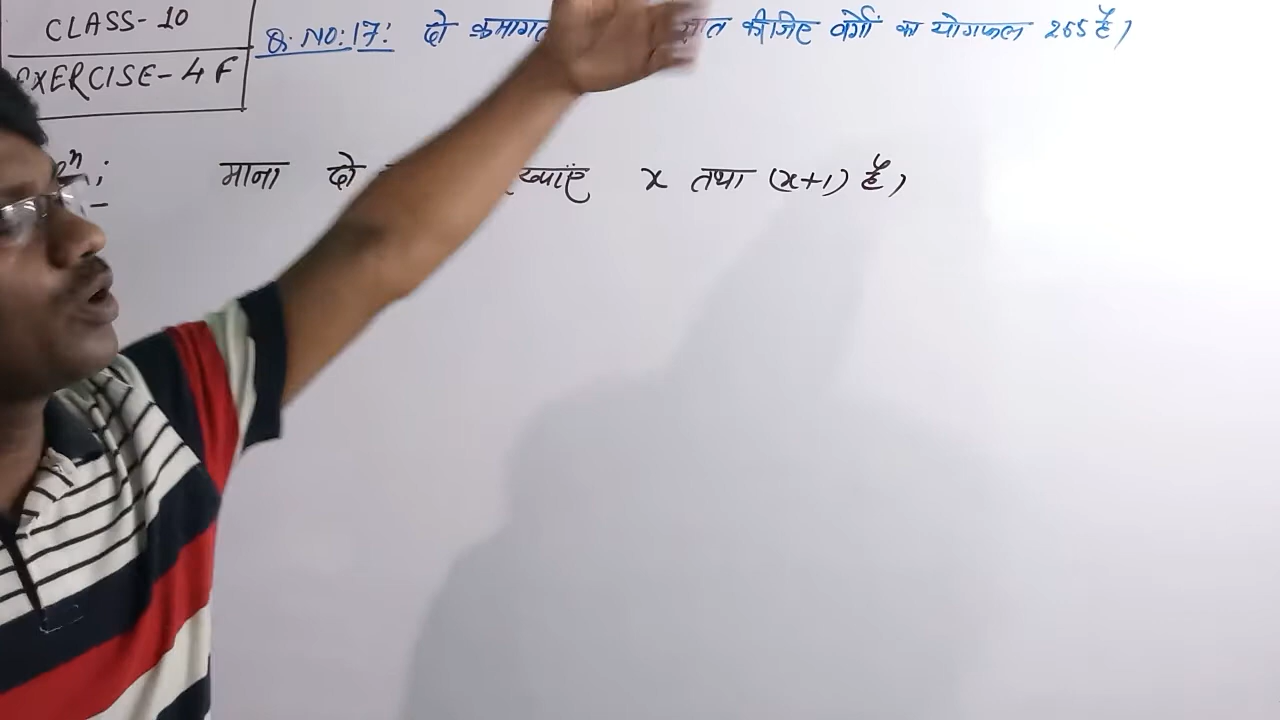 CLASS-10
EXERCISE-4F
Q. NO: 17: दो क्रमागत ज्ञात कीजिए वर्गों का योगफल 265 है।
माना दो x तथा (x+1) है,